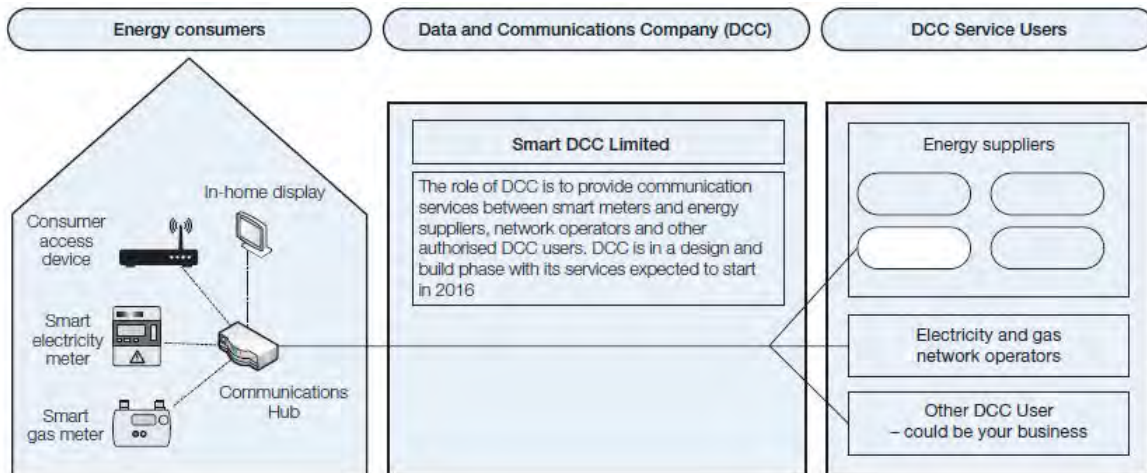 Energy consumers
Data and Communications Company (DCC)
DCC Service Users
In-home display
Consumer
access
device
Smart
electricity
meter
Communications
Hub
Smart
gas meter
Smart DCC Limited
The role of DCC is to provide communication
services between smart meters and energy
suppliers, network operators and other
authorised DCC users. DCC is in a design and
build phase with its services expected to start
in 2016
Energy suppliers
Electricity and gas
network operators
Other DCC User
– could be your business